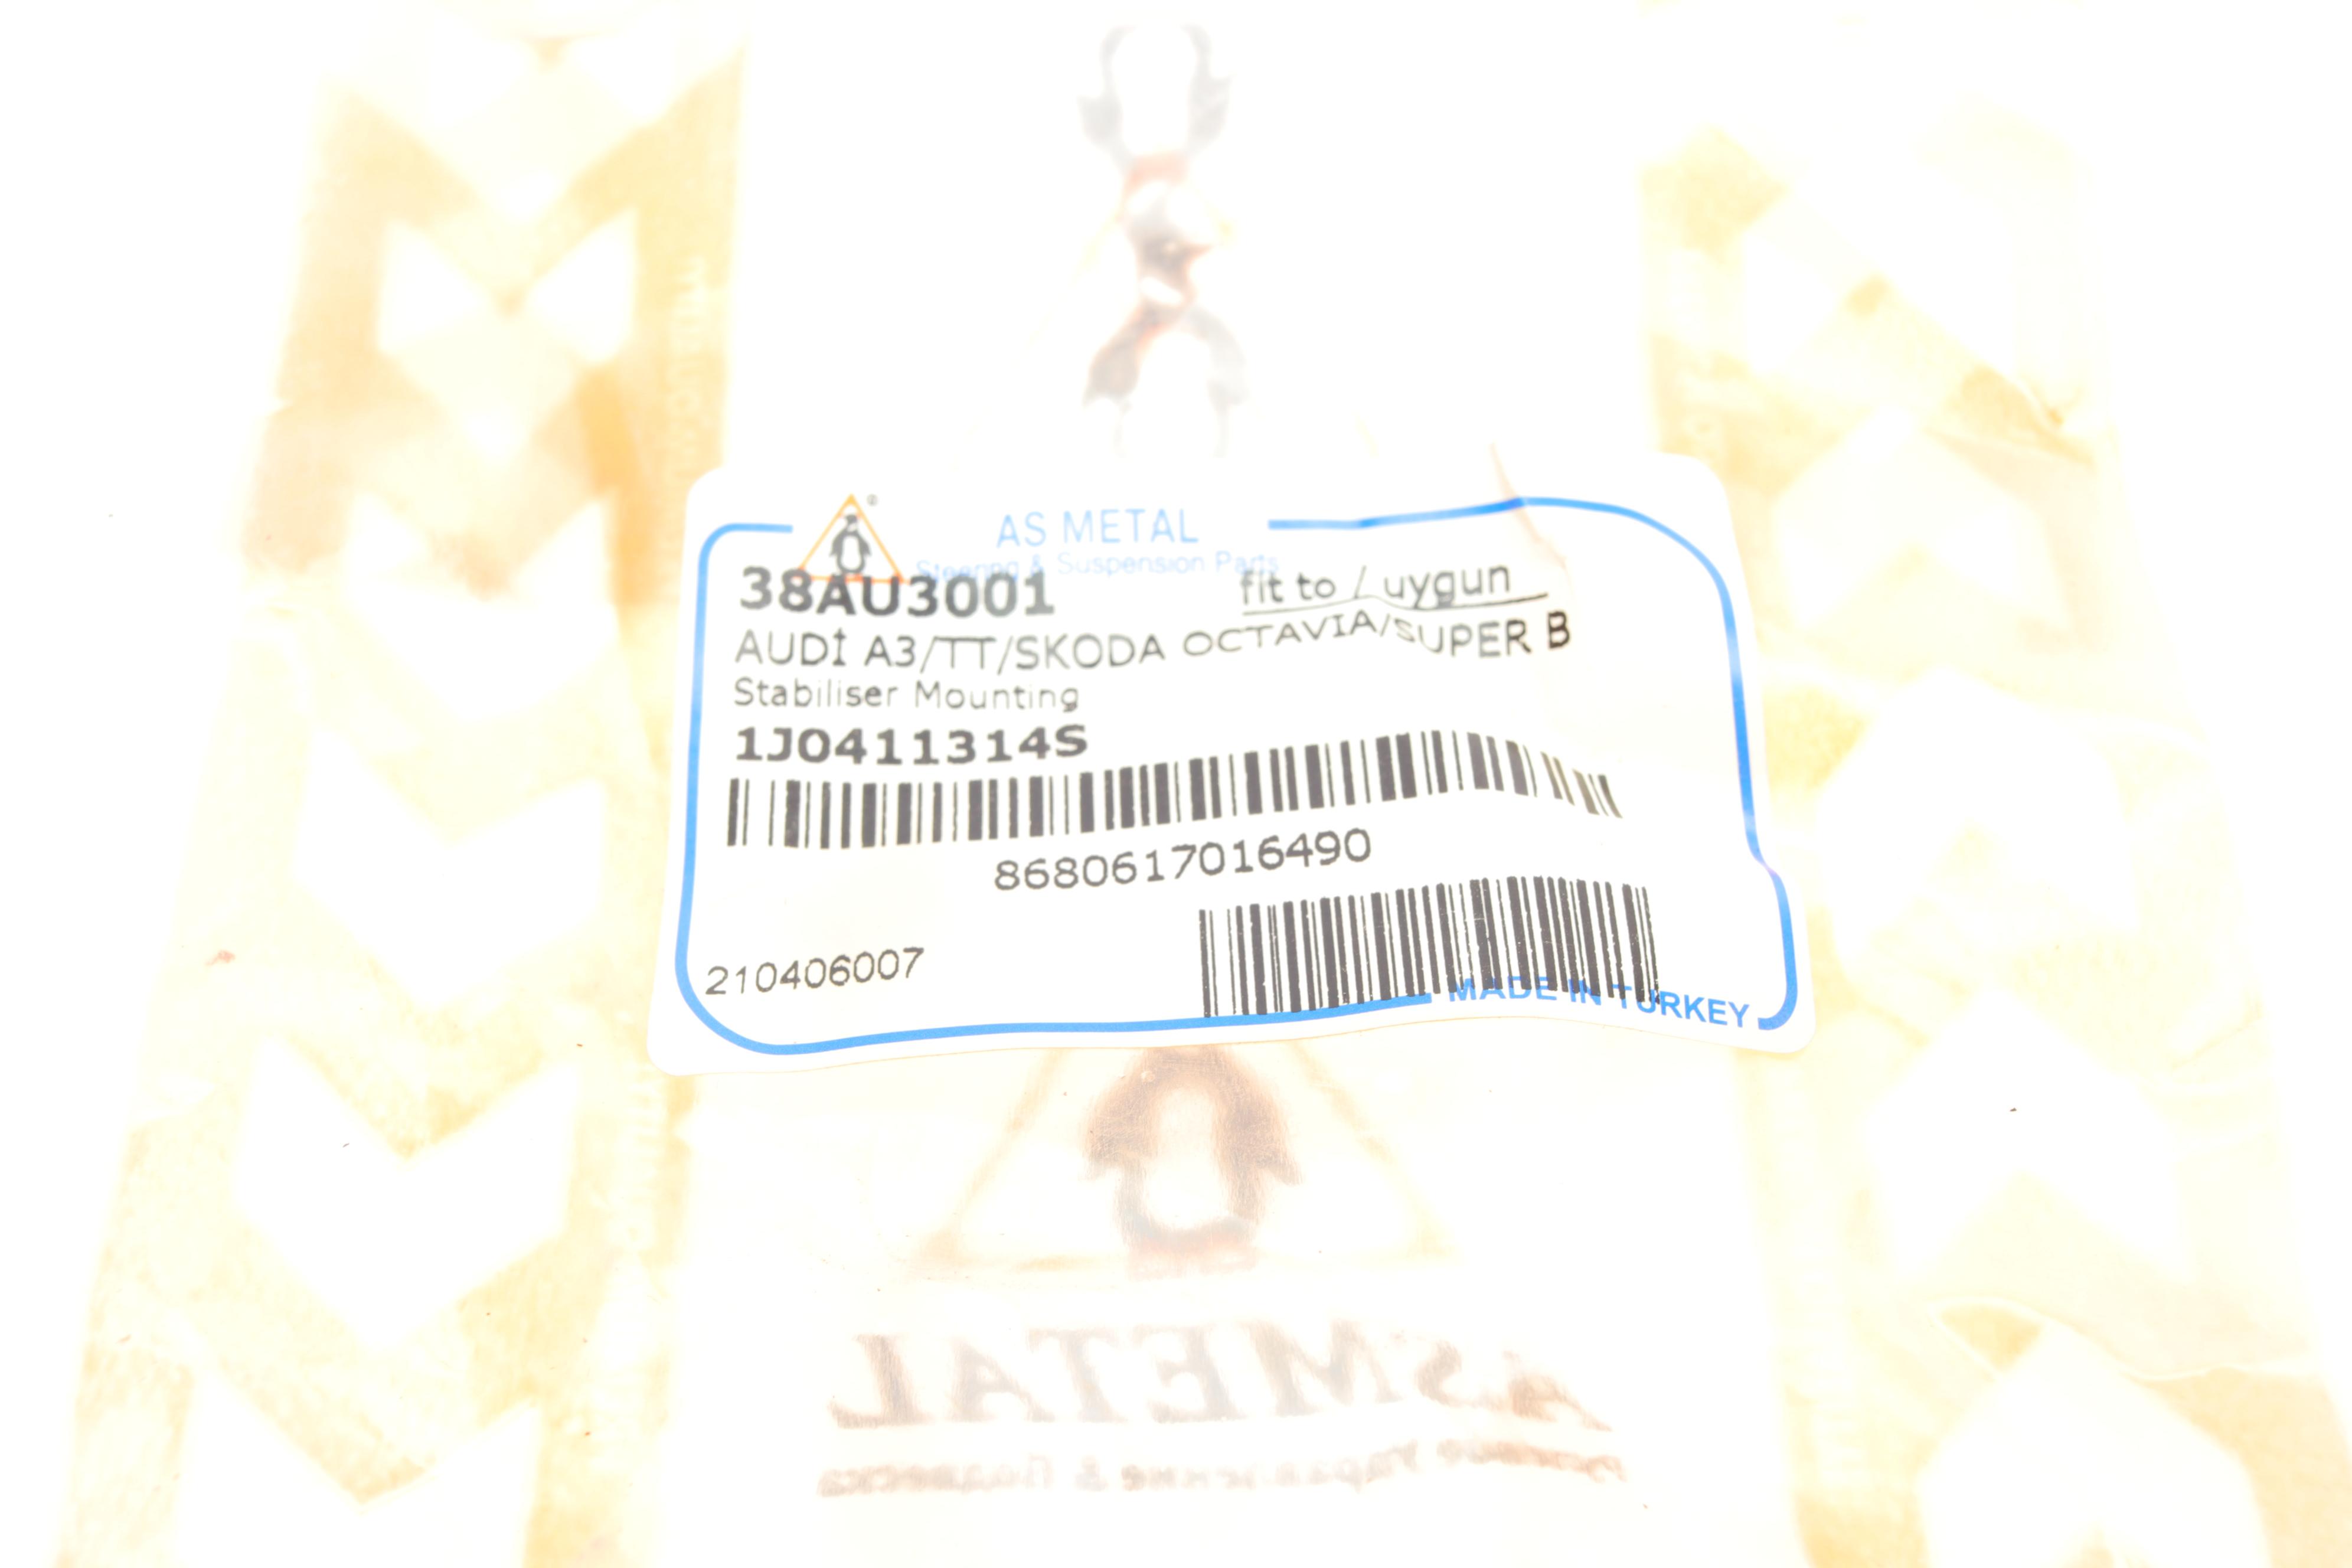 AS METAL
Steering & Suspension Parts
38AU3001 fit to / uygun
AUDİ A3/TT/SKODA OCTAVIA/SUPER B
Stabiliser Mounting
1J0411314S
8680617016490
210406007
MADE IN TURKEY
ASMETAL